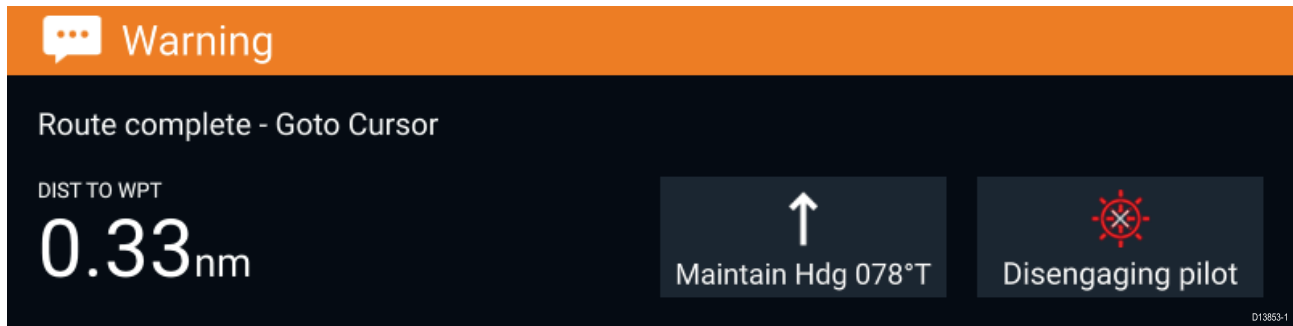 Warning
Route complete - Goto Cursor
DIST TO WPT
0.33nm
Maintain Hdg 078°T
Disengaging pilot
D13853-1